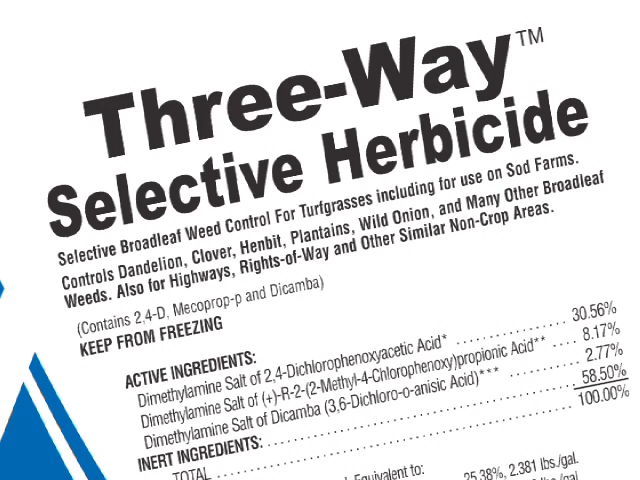 Three-Way™
Selective Herbicide
Selective Broadleaf Weed Control For Turfgrasses including for use on Sod Farms.
Controls Dandelion, Clover, Henbit, Plantains, Wild Onion, and Many Other Broadleaf
Weeds. Also for Highways, Rights-of-Way and Other Similar Non-Crop Areas.
(Contains 2,4-D, Mecoprop-p and Dicamba)
KEEP FROM FREEZING
ACTIVE INGREDIENTS:
Dimethylamine Salt of 2,4-Dichlorophenoxyacetic Acid* . . . . . . . . . . . . . . . . 30.56%
Dimethylamine Salt of (+)-R-2-(2-Methyl-4-Chlorophenoxy)propionic Acid** . . . . 8.17%
Dimethylamine Salt of Dicamba (3,6-Dichloro-o-anisic Acid)*** . . . . . . . . . . . . 2.77%
INERT INGREDIENTS: . . . . . . . . . . . . . . . . . . . . . . . . . . . . . . . . . . . . . . 58.50%
TOTAL . . . . . . . . . . . . . . . . . . . . . . . . . . . . . . . . . . . . . . . . . . . . . . . 100.00%
Equivalent to:
25.38%, 2.381 lbs./gal.
lbs./gal